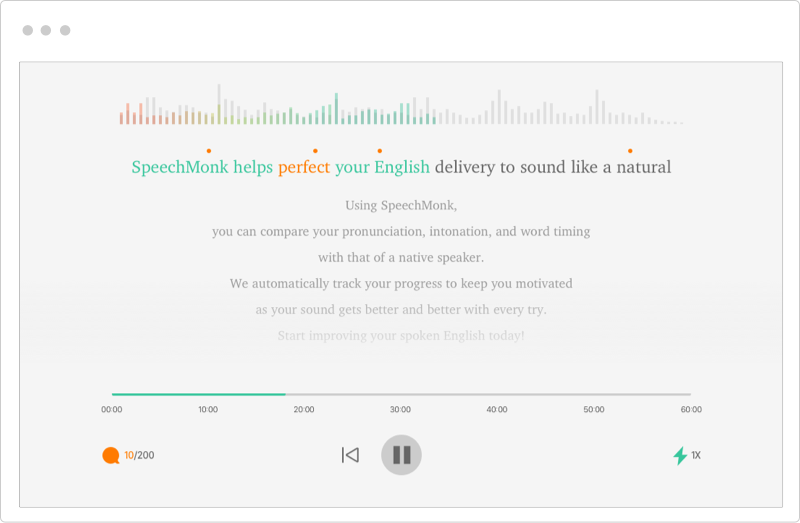 SpeechMonk helps perfect your English delivery to sound like a natural
Using SpeechMonk,
you can compare your pronunciation, intonation, and word timing
with that of a native speaker.
We automatically track your progress to keep you motivated
as your sound gets better and better with every try.
Start improving your spoken English today!
00:00 10:00 20:00 30:00 40:00 50:00 60:00
10/200 1X